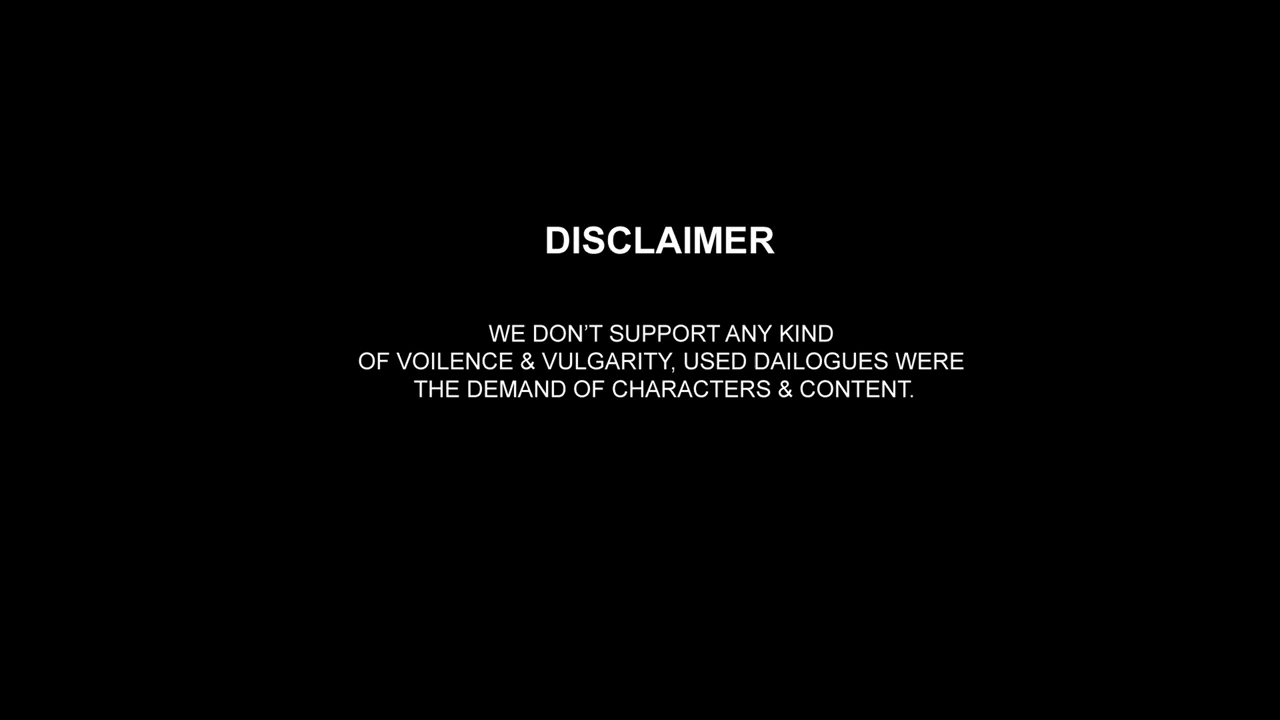 DISCLAIMER
WE DON’T SUPPORT ANY KIND
OF VOILENCE & VULGARITY, USED DAILOGUES WERE
THE DEMAND OF CHARACTERS & CONTENT.